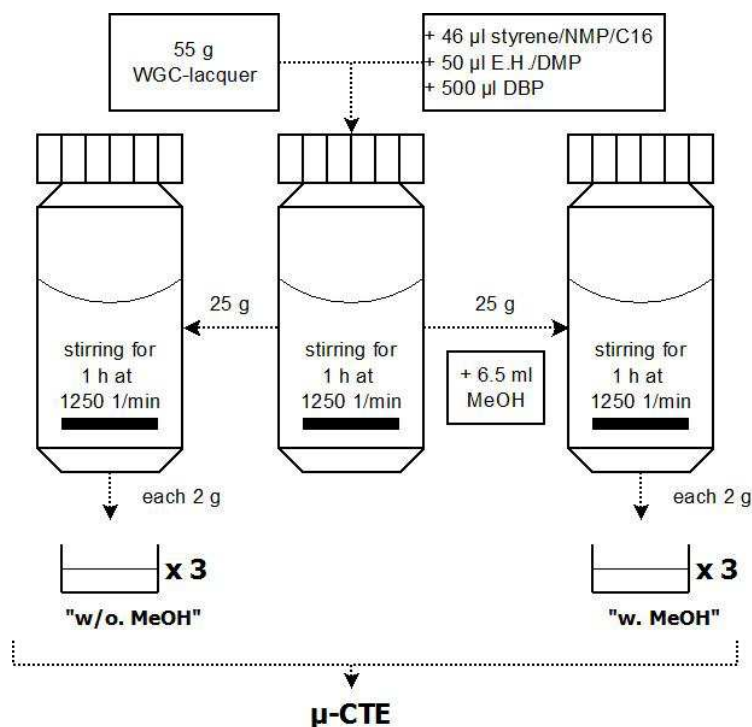 55 g
WGC-lacquer
+ 46 µl styrene/NMP/C16
+ 50 µl E.H./DMP
+ 500 µl DBP
25 g
25 g
stirring for
1 h at
1250 1/min
stirring for
1 h at
1250 1/min
+ 6.5 ml
MeOH
stirring for
1 h at
1250 1/min
each 2 g
each 2 g
x 3
x 3
"w/o. MeOH"
"w. MeOH"
µ-CTE